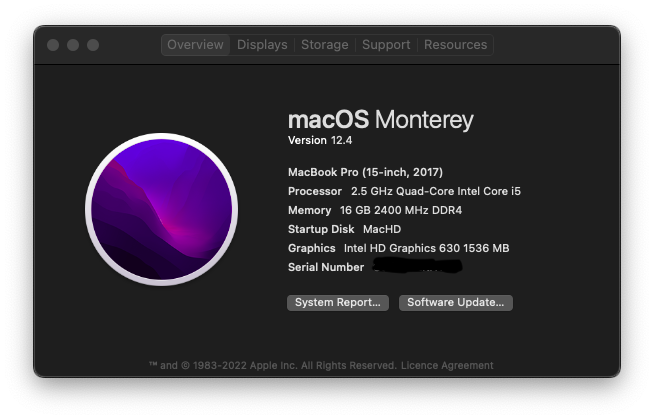 Overview Displays Storage Support Resources
macOS Monterey
Version 12.4
MacBook Pro (15-inch, 2017)
Processor 2.5 GHz Quad-Core Intel Core i5
Memory 16 GB 2400 MHz DDR4
Startup Disk MacHD
Graphics Intel HD Graphics 630 1536 MB
Serial Number
System Report... Software Update...
™ and © 1983-2022 Apple Inc. All Rights Reserved. Licence Agreement